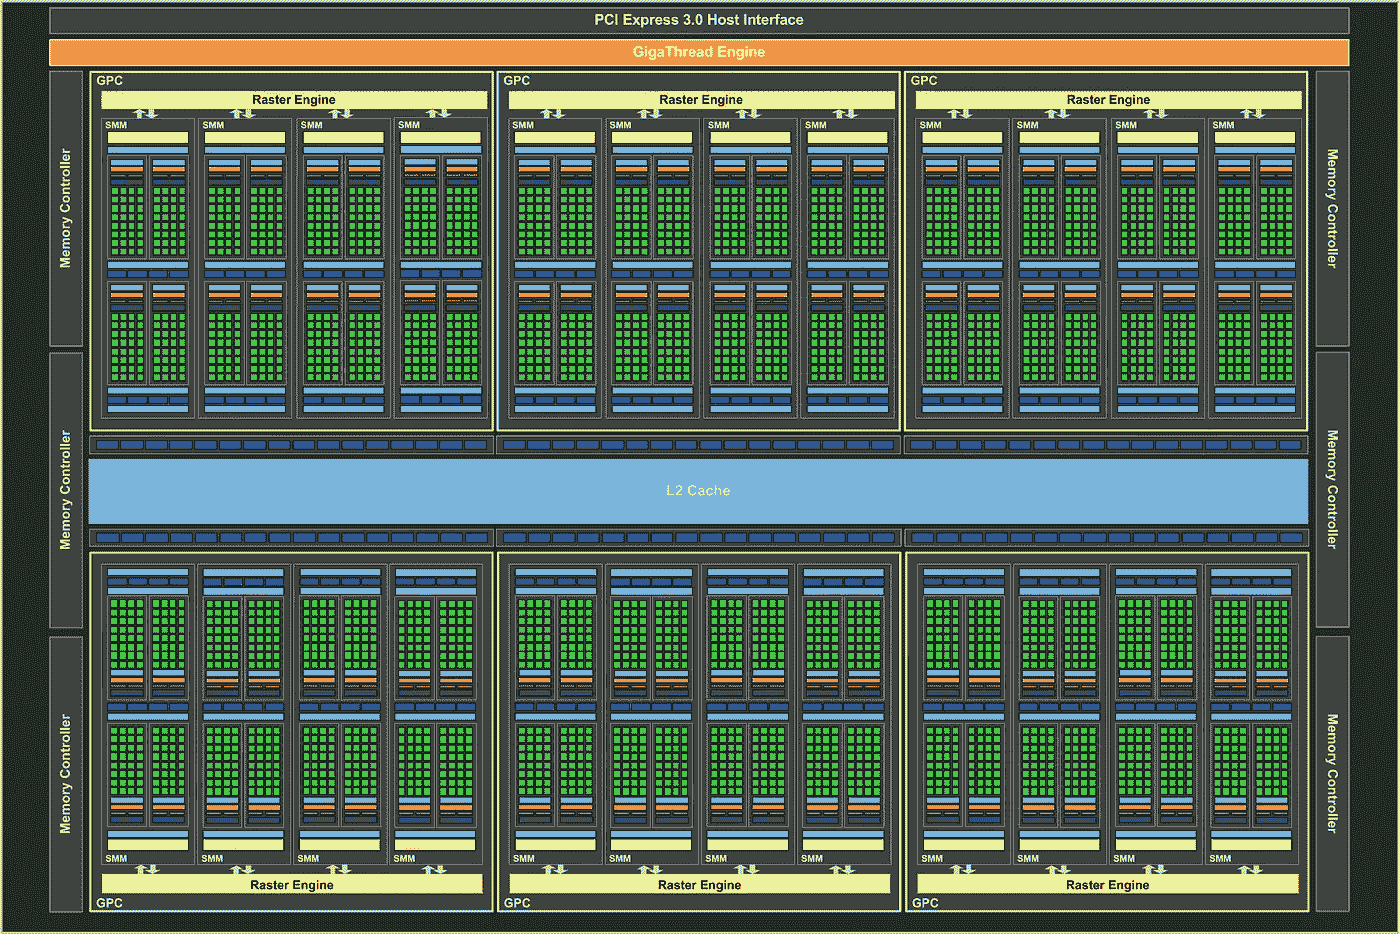 PCI Express 3.0 Host Interface
GigaThread Engine
GPC
GPC
GPC
Raster Engine
Raster Engine
Raster Engine
SMM
SMM
SMM
SMM
SMM
SMM
SMM
SMM
SMM
SMM
SMM
SMM
Memory Controller
Memory Controller
Memory Controller
Memory Controller
L2 Cache
Memory Controller
Memory Controller
SMM
SMM
SMM
SMM
SMM
SMM
SMM
SMM
SMM
SMM
SMM
SMM
Raster Engine
Raster Engine
Raster Engine
GPC
GPC
GPC